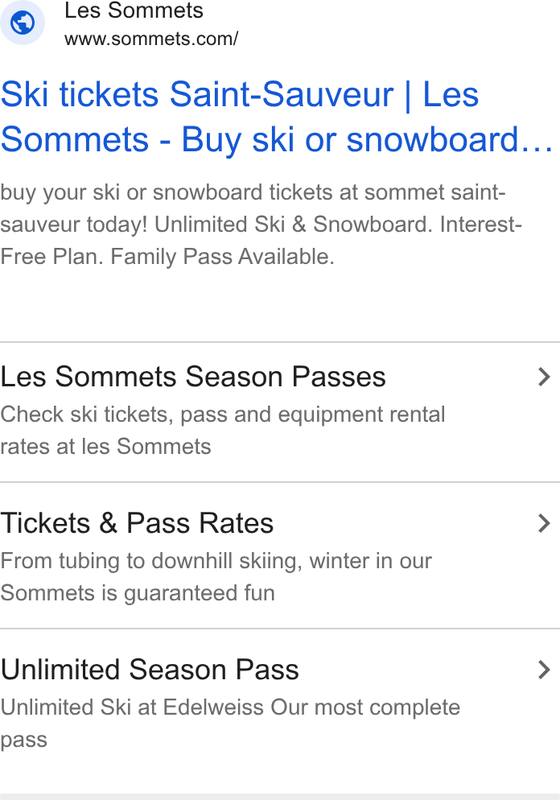 Les Sommets
www.sommets.com/
Ski tickets Saint-Sauveur | Les
Sommets - Buy ski or snowboard...
buy your ski or snowboard tickets at sommet saint-
sauveur today! Unlimited Ski & Snowboard. Interest-
Free Plan. Family Pass Available.
Les Sommets Season Passes
Check ski tickets, pass and equipment rental
rates at les Sommets
Tickets & Pass Rates
From tubing to downhill skiing, winter in our
Sommets is guaranteed fun
Unlimited Season Pass
Unlimited Ski at Edelweiss Our most complete
pass